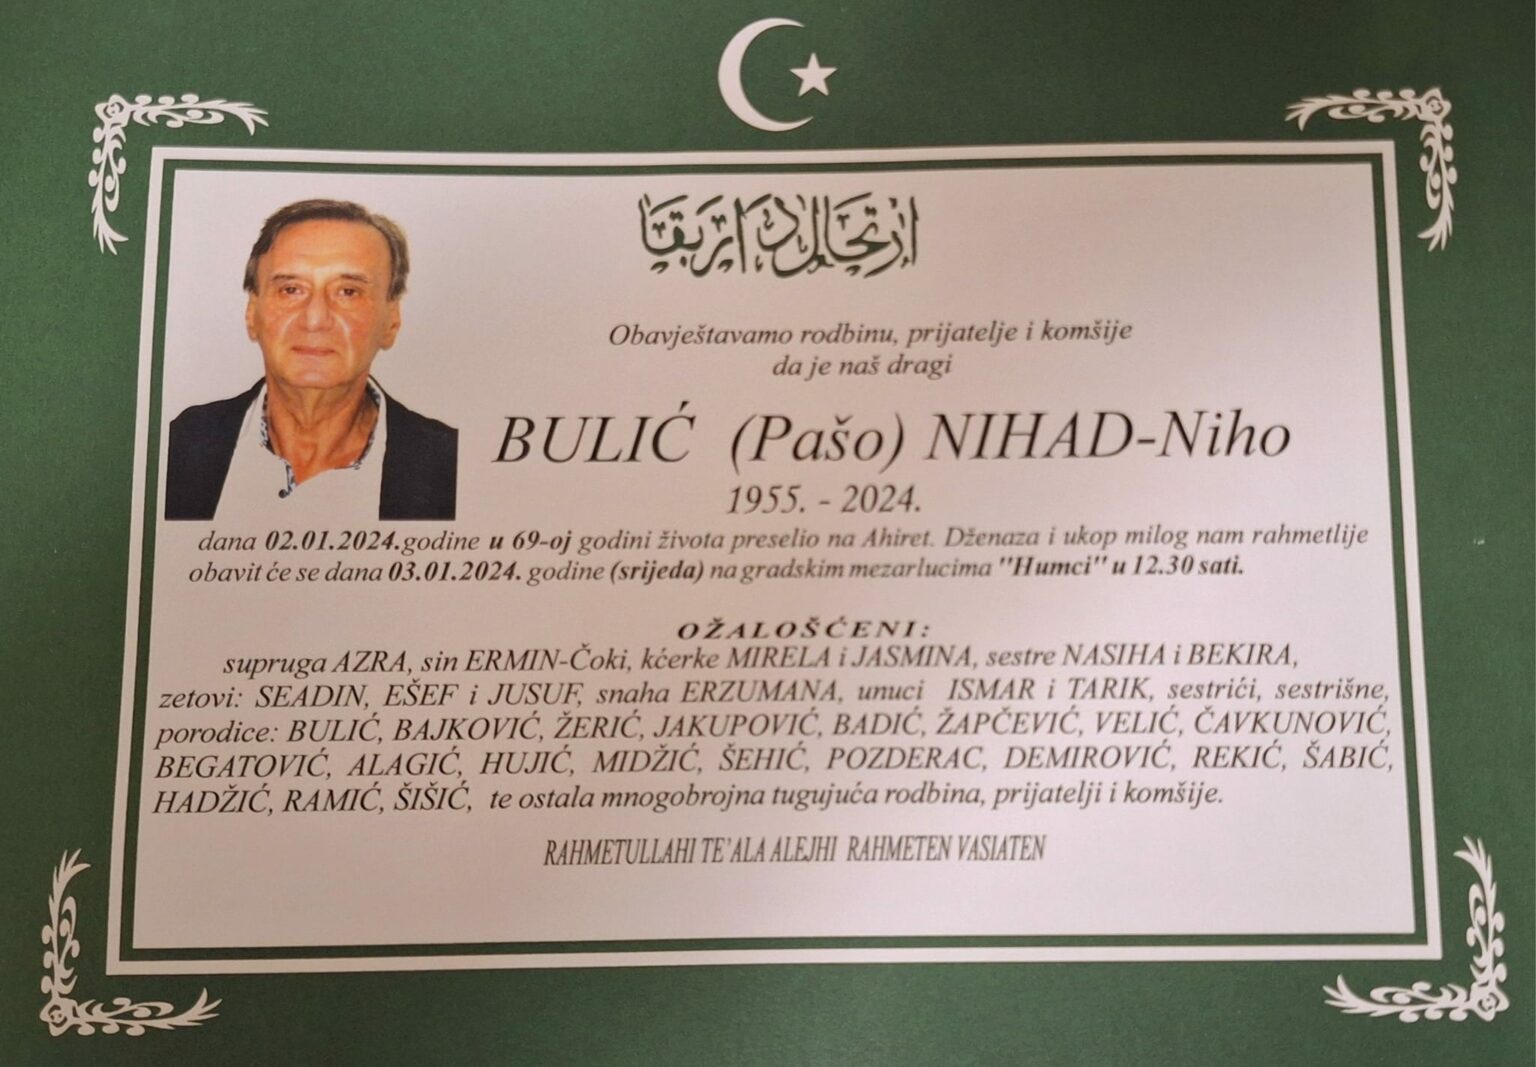 ارتحال دار بقا
Obavještavamo rodbinu, prijatelje i komšije
da je naš dragi
BULIĆ (Pašo) NIHAD-Niho
1955. - 2024.
dana 02.01.2024.godine u 69-oj godini života preselio na Ahiret. Dženaza i ukop milog nam rahmetlije
obavit će se dana 03.01.2024. godine (srijeda) na gradskim mezarlucima "Humci" u 12.30 sati.
OŽALOŠĆENI:
supruga AZRA, sin ERMIN-Čoki, kćerke MIRELA i JASMINA, sestre NASIHA i BEKIRA,
zetovi: SEADIN, EŠEF i JUSUF, snaha ERZUMANA, unuci ISMAR i TARIK, sestrići, sestrišne,
porodice: BULIĆ, BAJKOVIĆ, ŽERIĆ, JAKUPOVIĆ, BADIĆ, ŽAPČEVIĆ, VELIĆ, ČAVKUNOVIĆ,
BEGATOVIĆ, ALAGIĆ, HUJIĆ, MIDŽIĆ, ŠEHIĆ, POZDERAC, DEMIROVIĆ, REKIĆ, ŠABIĆ,
HADŽIĆ, RAMIĆ, ŠIŠIĆ, te ostala mnogobrojna tugujuća rodbina, prijatelji i komšije.
RAHMETULLAHI TE'ALA ALEJHI RAHMETEN VASIATEN